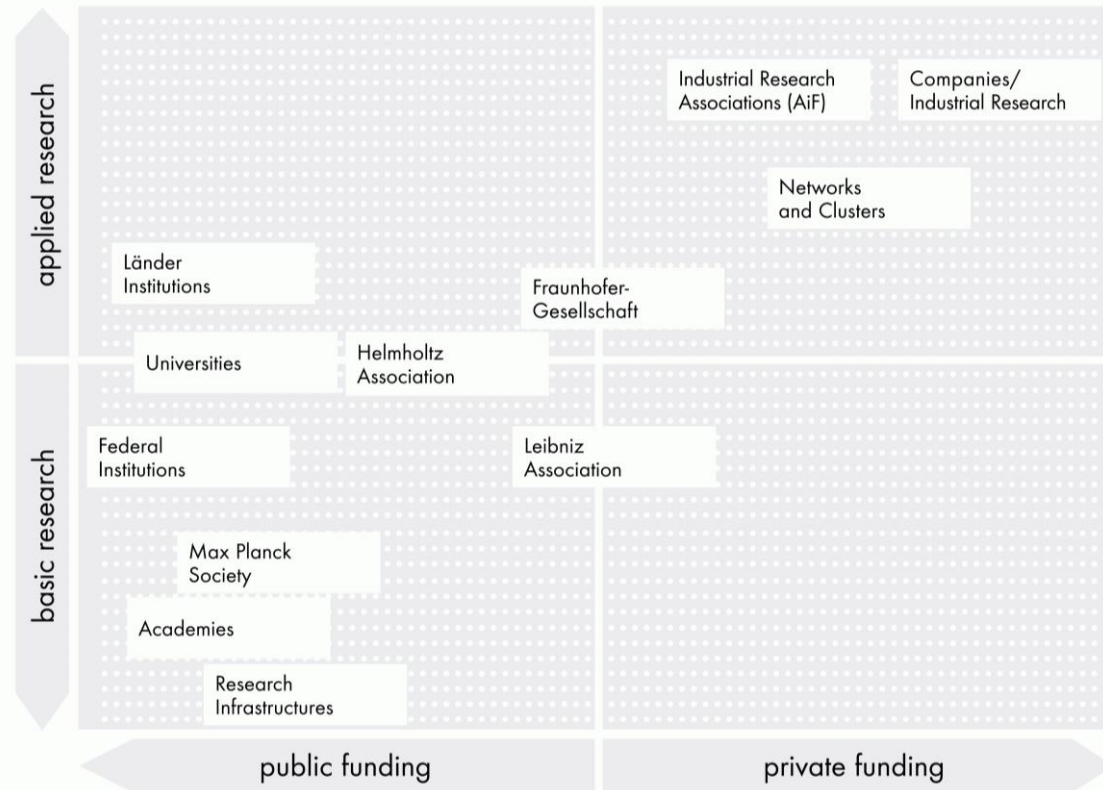 applied research
basic research
Industrial Research
Associations (AiF)
Companies/
Industrial Research
Networks
and Clusters
Länder
Institutions
Fraunhofer-
Gesellschaft
Universities
Helmholtz
Association
Federal
Institutions
Leibniz
Association
Max Planck
Society
Academies
Research
Infrastructures
public funding
private funding